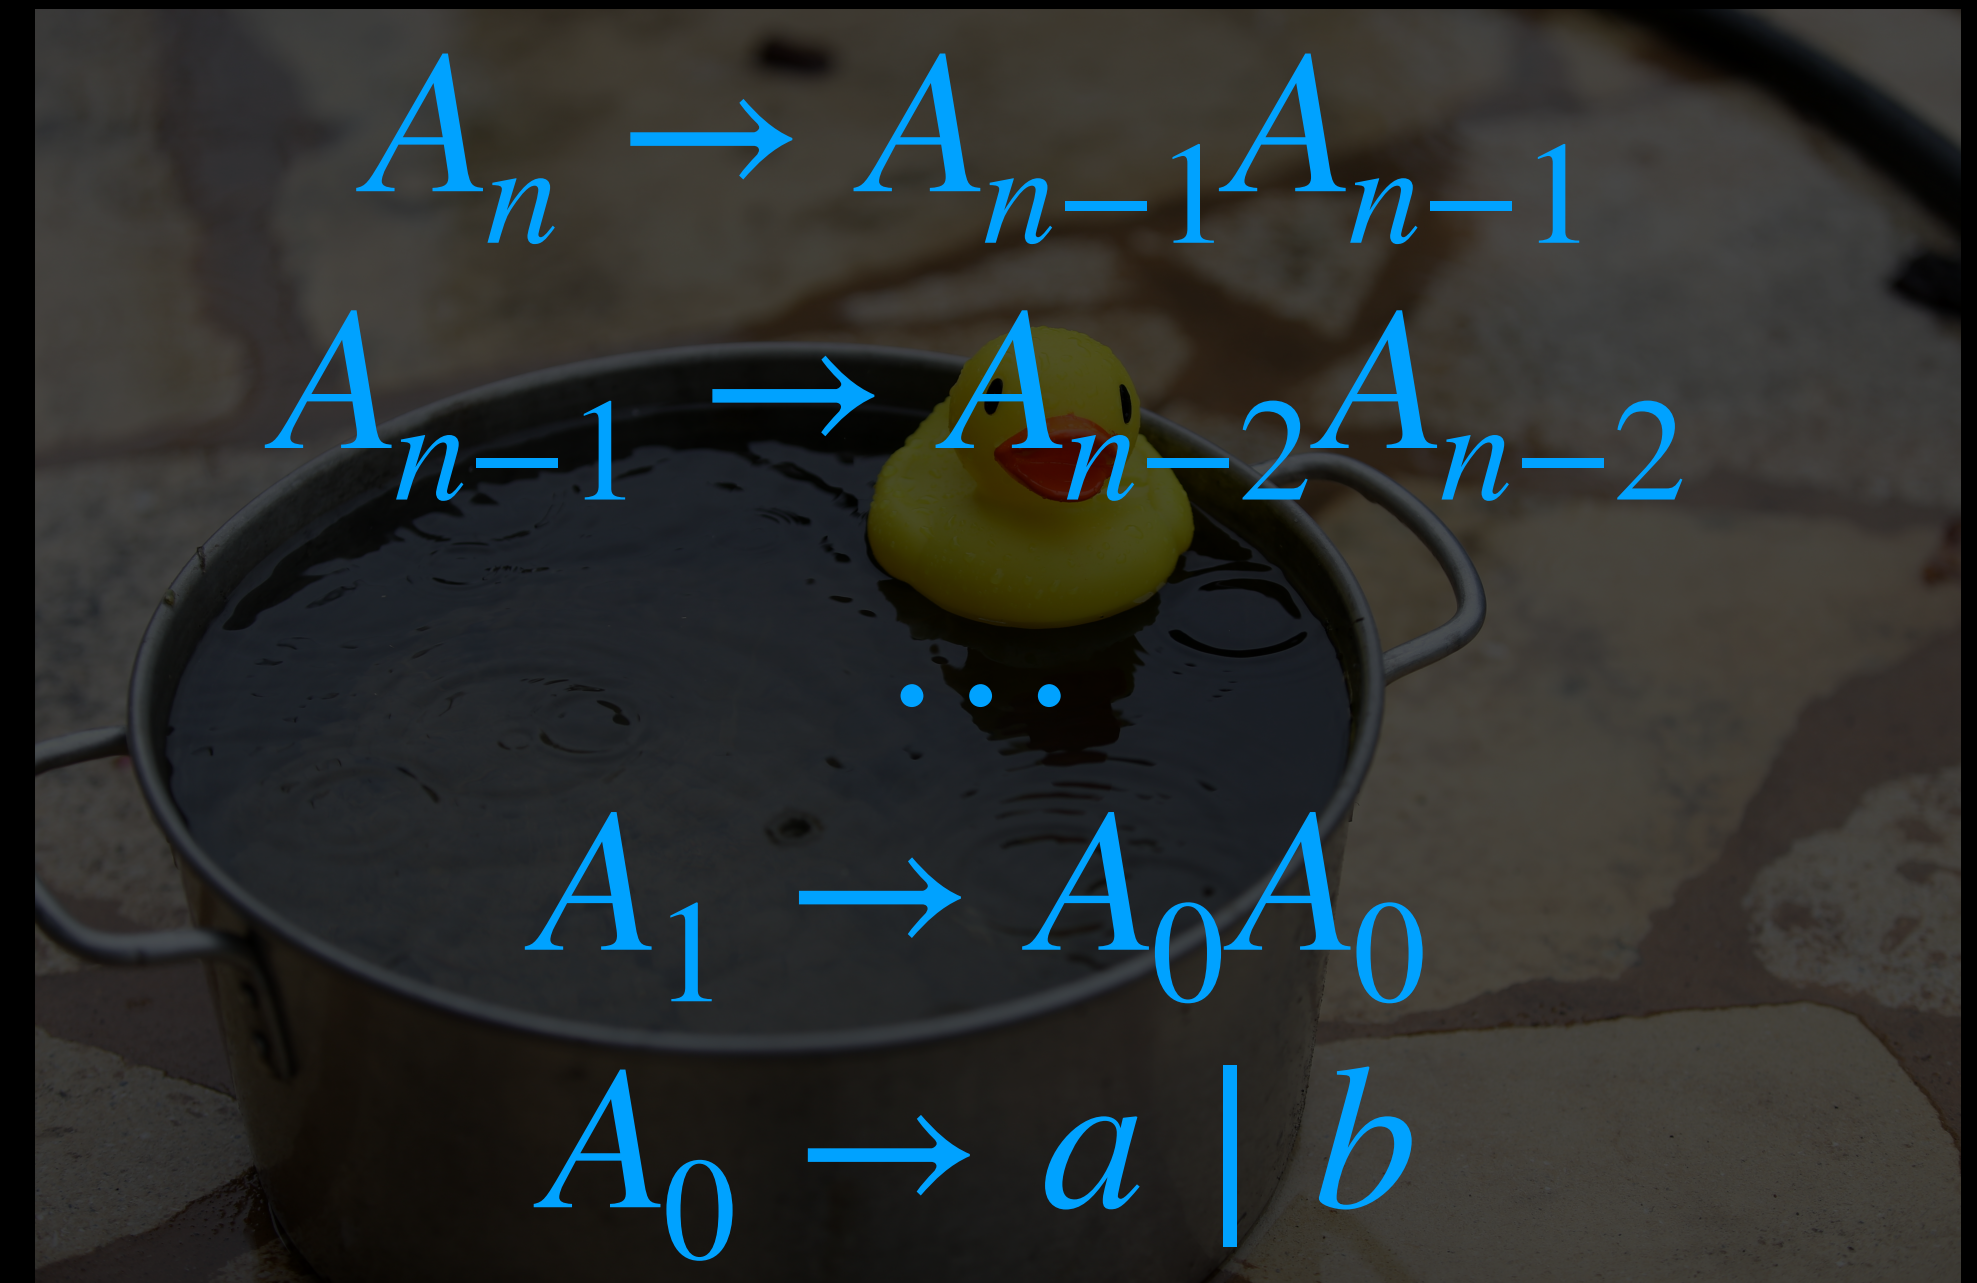 Aₙ → Aₙ₋₁Aₙ₋₁
Aₙ₋₁ → Aₙ₋₂Aₙ₋₂
...
A₁ → A₀A₀
A₀ → a | b